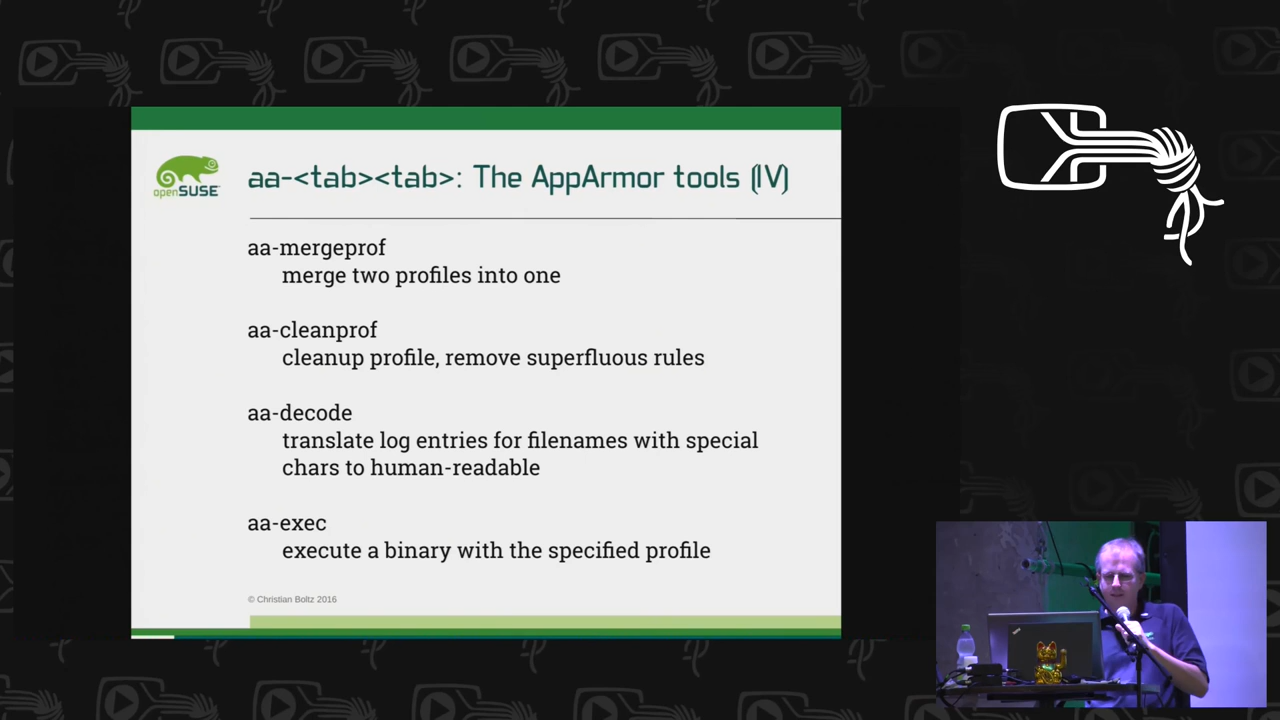 openSUSE
aa-<tab><tab>: The AppArmor tools (IV)
aa-mergeprof
merge two profiles into one
aa-cleanprof
cleanup profile, remove superfluous rules
aa-decode
translate log entries for filenames with special
chars to human-readable
aa-exec
execute a binary with the specified profile
© Christian Boltz 2016